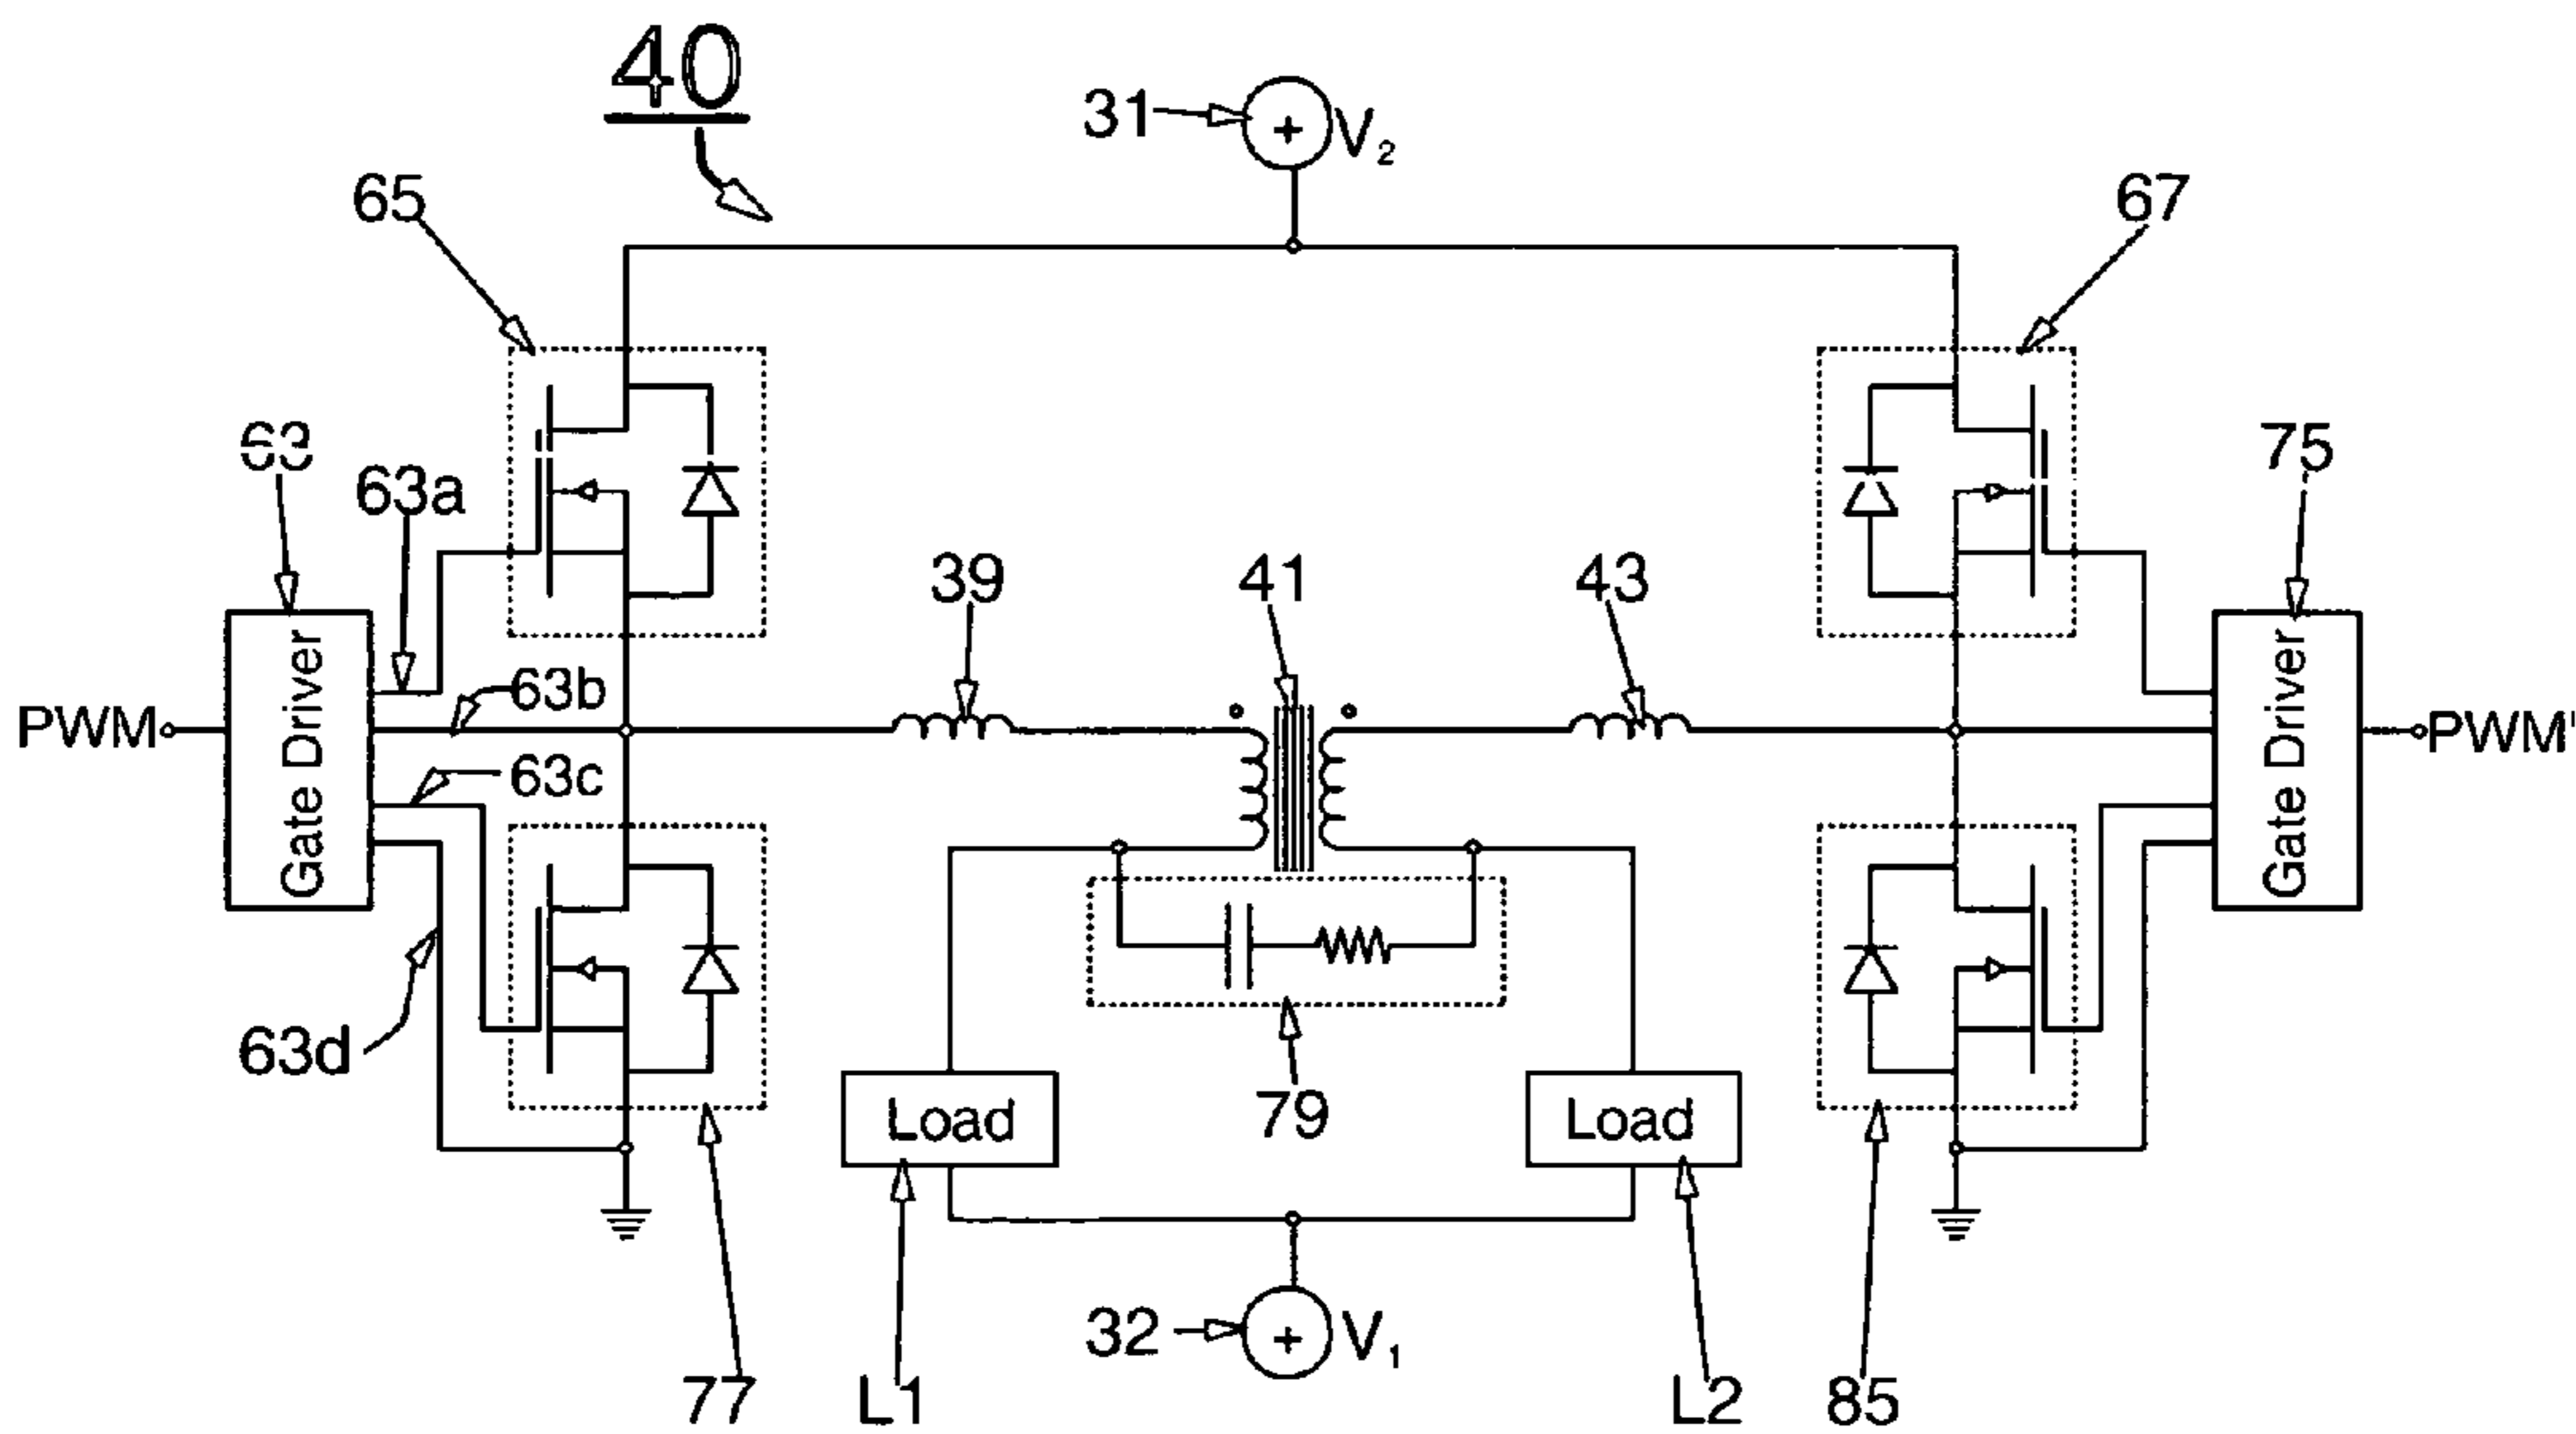 40
31
+
V2
65
67
63
63a
75
39
41
43
Gate Driver
63b
PWM
PWM'
Gate Driver
63c
63d
79
Load
Load
32
+
V1
77
L1
L2
85